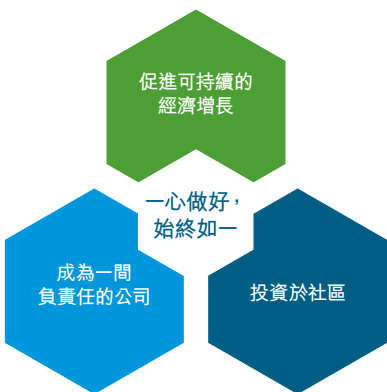 促進可持續的
經濟增長
一心做好，
始終如一
成為一間
負責任的公司
投資於社區